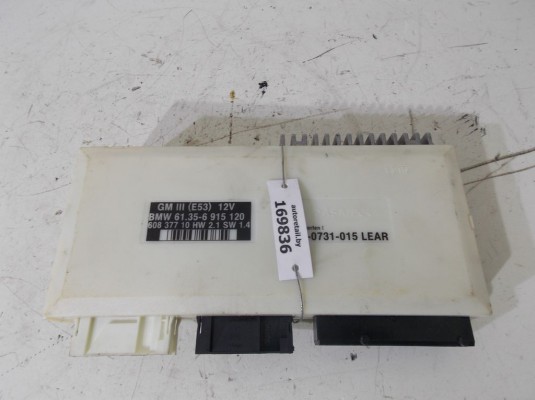 GM III (E53) 12V
BMW 61.35-6 915 120
608 377 10 HW 2.1 SW 1.4
autoretail.by
169836
-0731-015 LEAR